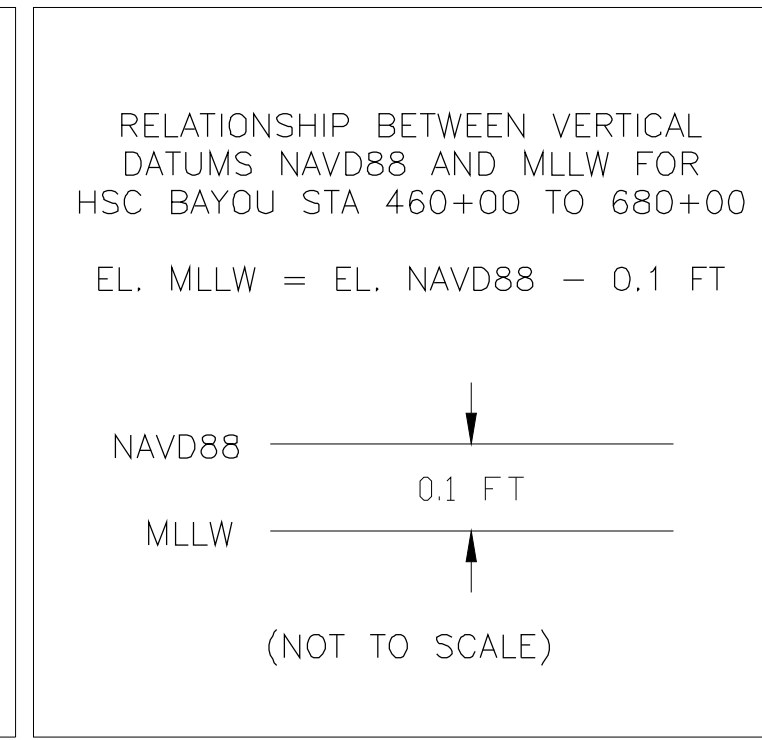 RELATIONSHIP BETWEEN VERTICAL
DATUMS NAVD88 AND MLLW FOR
HSC BAYOU STA 460+00 TO 680+00
EL. MLLW = EL. NAVD88 – 0.1 FT
NAVD88
0.1 FT
MLLW
(NOT TO SCALE)